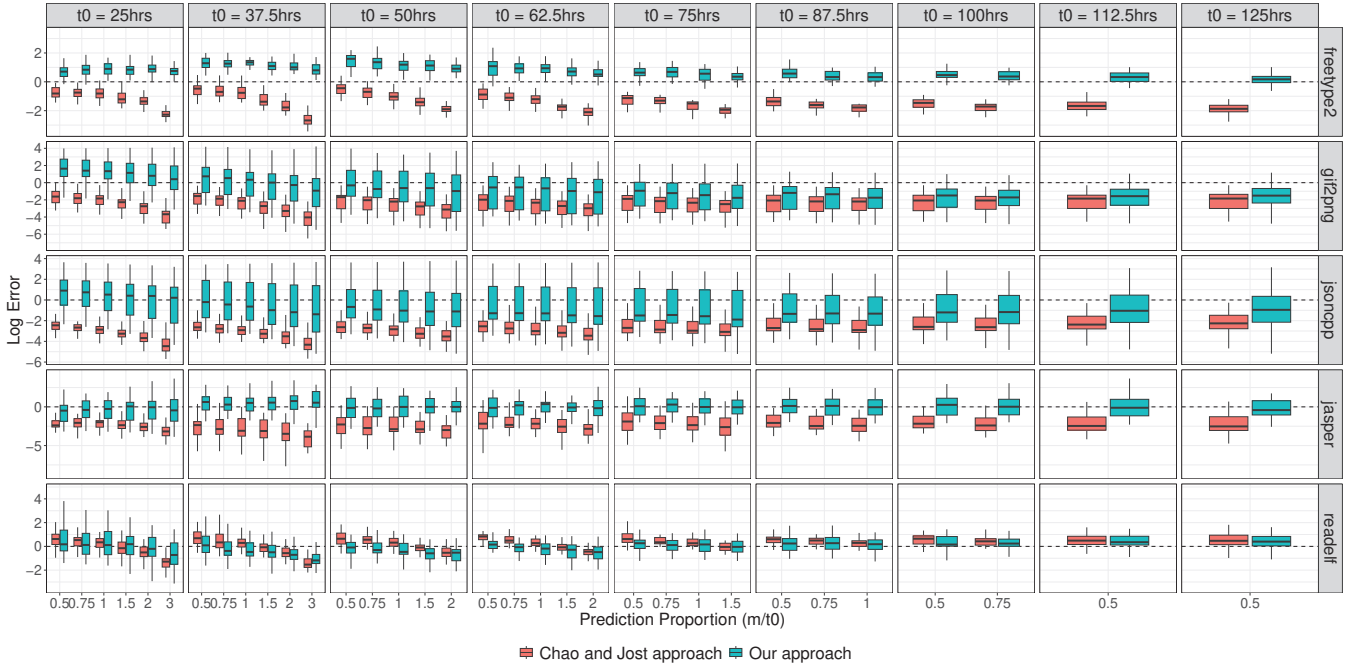 t0 = 25hrs t0 = 37.5hrs t0 = 50hrs t0 = 62.5hrs t0 = 75hrs t0 = 87.5hrs t0 = 100hrs t0 = 112.5hrs t0 = 125hrs
2
0
−2
freetype2
4
2
0
−2
−4
−6
gif2png
4
2
0
−2
−4
−6
jsoncpp
0
−5
jasper
4
2
0
−2
readelf
Log Error
0.5 0.75 1 1.5 2 3 0.5 0.75 1 1.5 2 3 0.5 0.75 1 1.5 2 0.5 0.75 1 1.5 2 0.5 0.75 1 1.5 0.5 0.75 1 0.5 0.75 0.5 0.5
Prediction Proportion (m/t0)
Chao and Jost approach Our approach